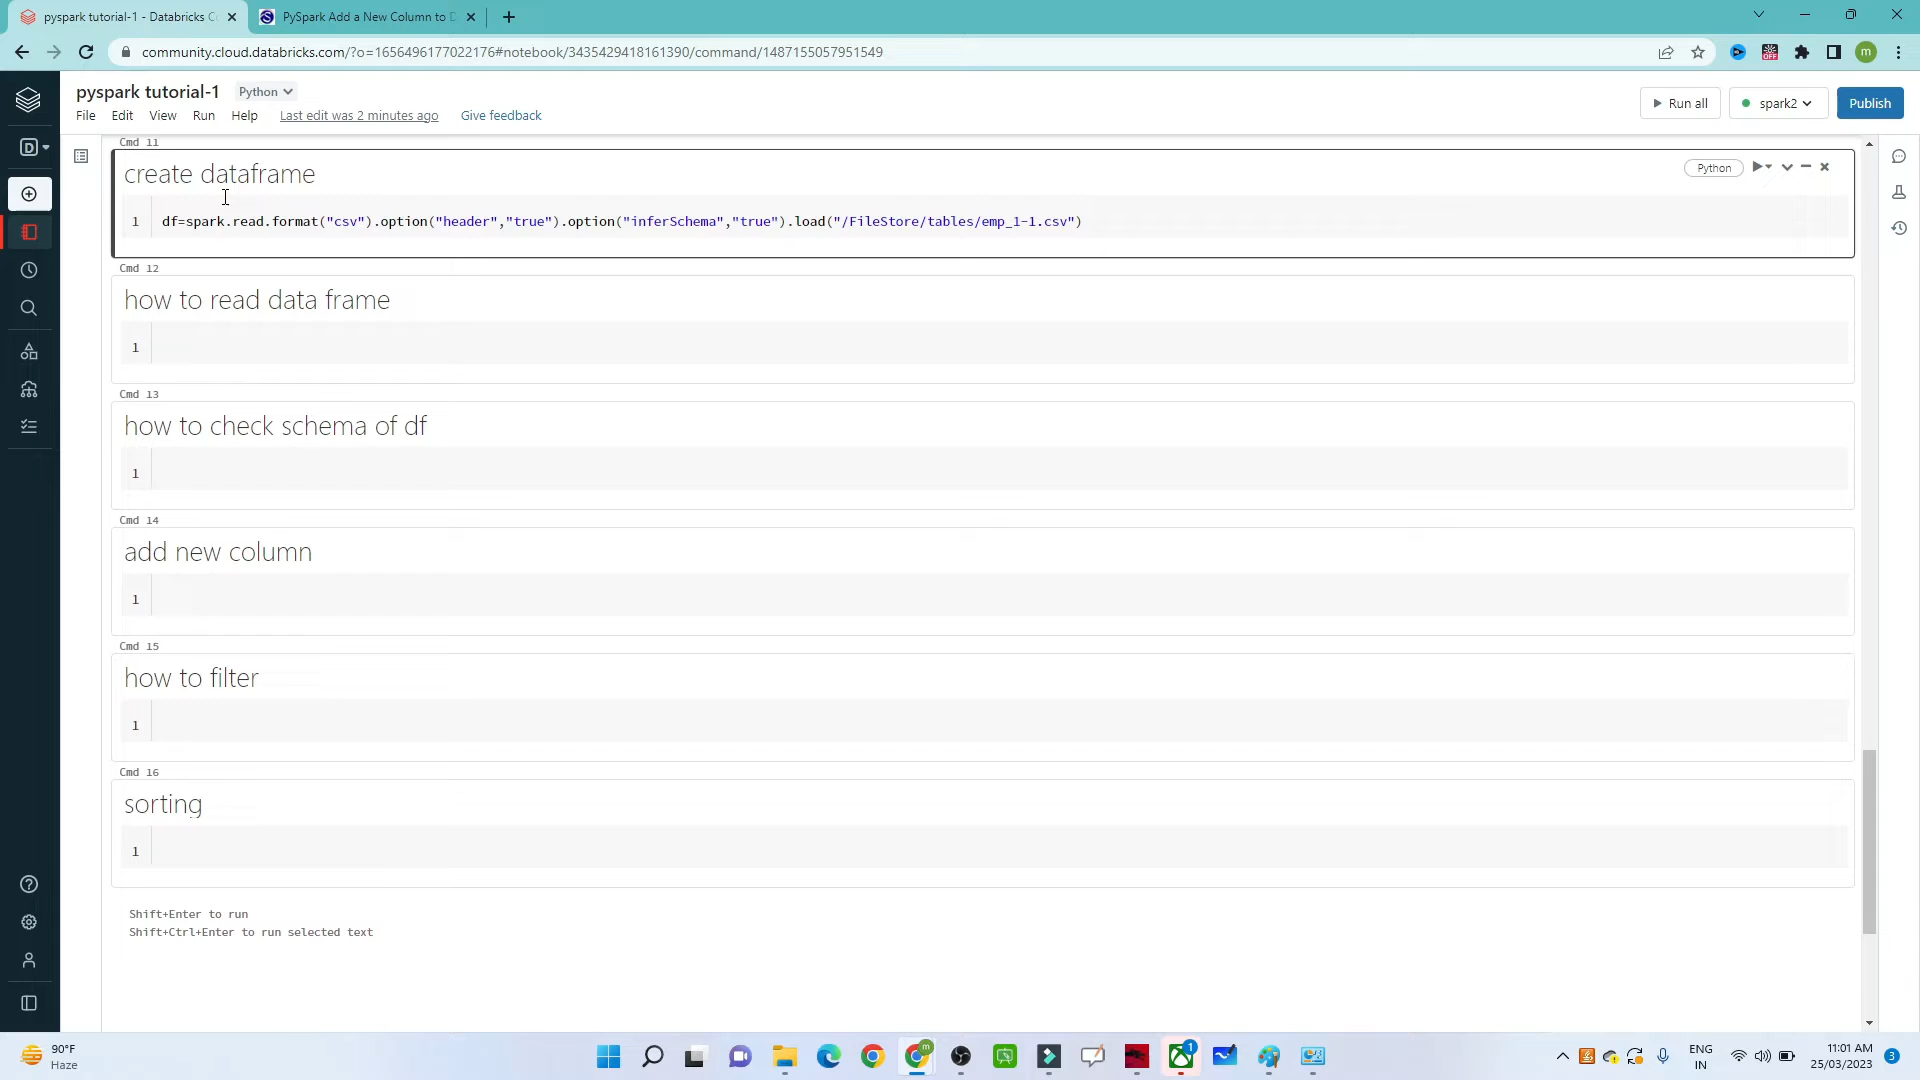 pyspark tutorial-1 - Databricks C
PySpark Add a New Column to D
community.cloud.databricks.com/?o=1656496177022176#notebook/3435429418161390/command/1487155057951549
OFF
m
pyspark tutorial-1
Python
File Edit View Run Help Last edit was 2 minutes ago Give feedback
Run all
spark2
Publish
D
Cmd 11
create dataframe
Python
1 df=spark.read.format("csv").option("header","true").option("inferSchema","true").load("/FileStore/tables/emp_1-1.csv")
Cmd 12
how to read data frame
1
Cmd 13
how to check schema of df
1
Cmd 14
add new column
1
Cmd 15
how to filter
1
Cmd 16
sorting
1
Shift+Enter to run
Shift+Ctrl+Enter to run selected text
90°F
Haze
m
1
ENG
IN
11:01 AM
25/03/2023
3